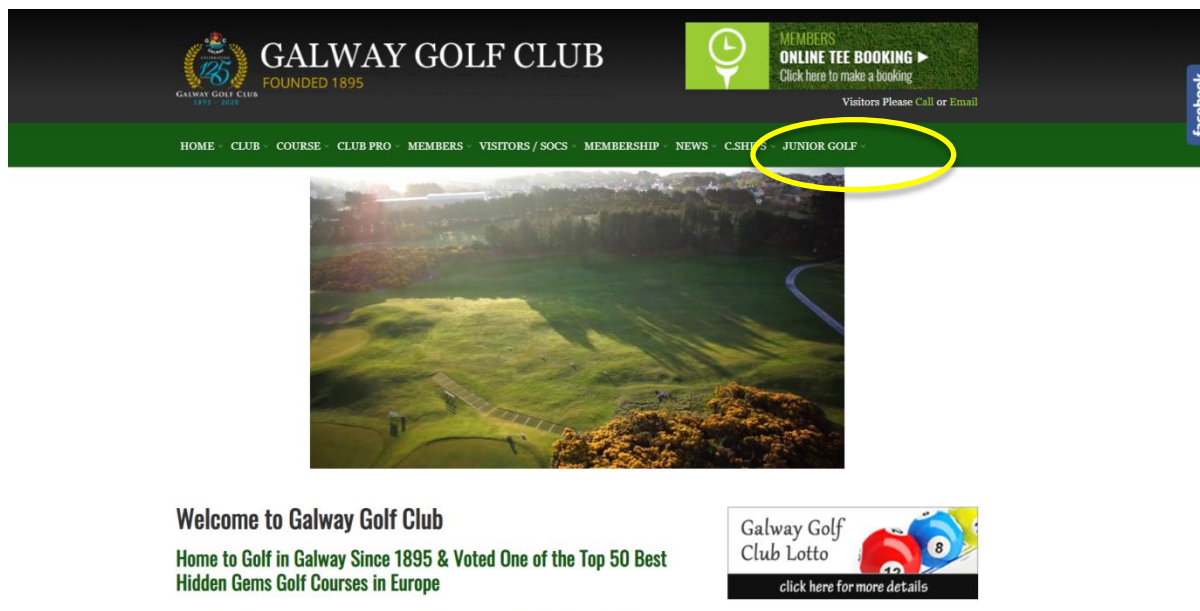 GALWAY GOLF CLUB
FOUNDED 1895
125
GALWAY GOLF CLUB
1895 - 2020
MEMBERS
ONLINE TEE BOOKING ►
Click here to make a booking
Visitors Please Call or Email
facebook
HOME CLUB COURSE CLUB PRO MEMBERS VISITORS / SOCS MEMBERSHIP NEWS C.SHIPS JUNIOR GOLF
Welcome to Galway Golf Club
Home to Golf in Galway Since 1895 & Voted One of the Top 50 Best
Hidden Gems Golf Courses in Europe
Galway Golf
Club Lotto
8
12
click here for more details